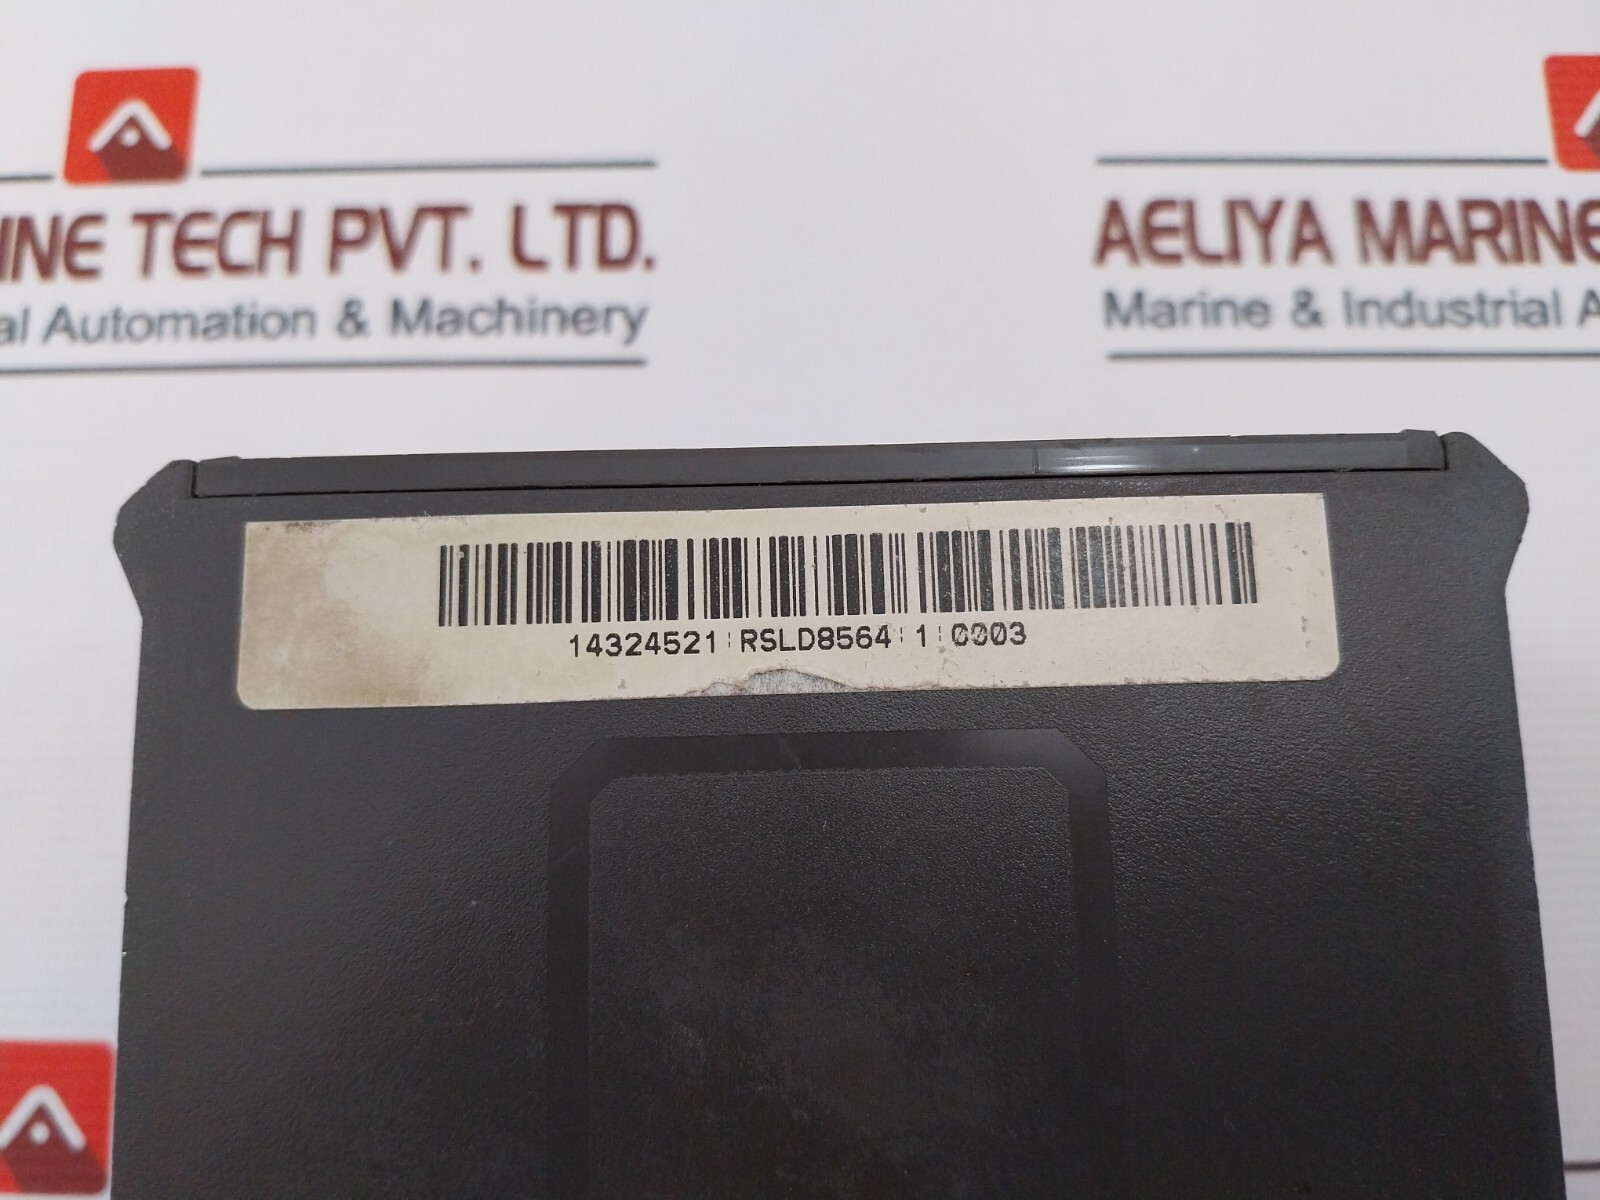 INE TECH PVT. LTD.
al Automation & Machinery
AELIYA MARINE
Marine & Industrial A
14324521 RSLD8564 1 0003